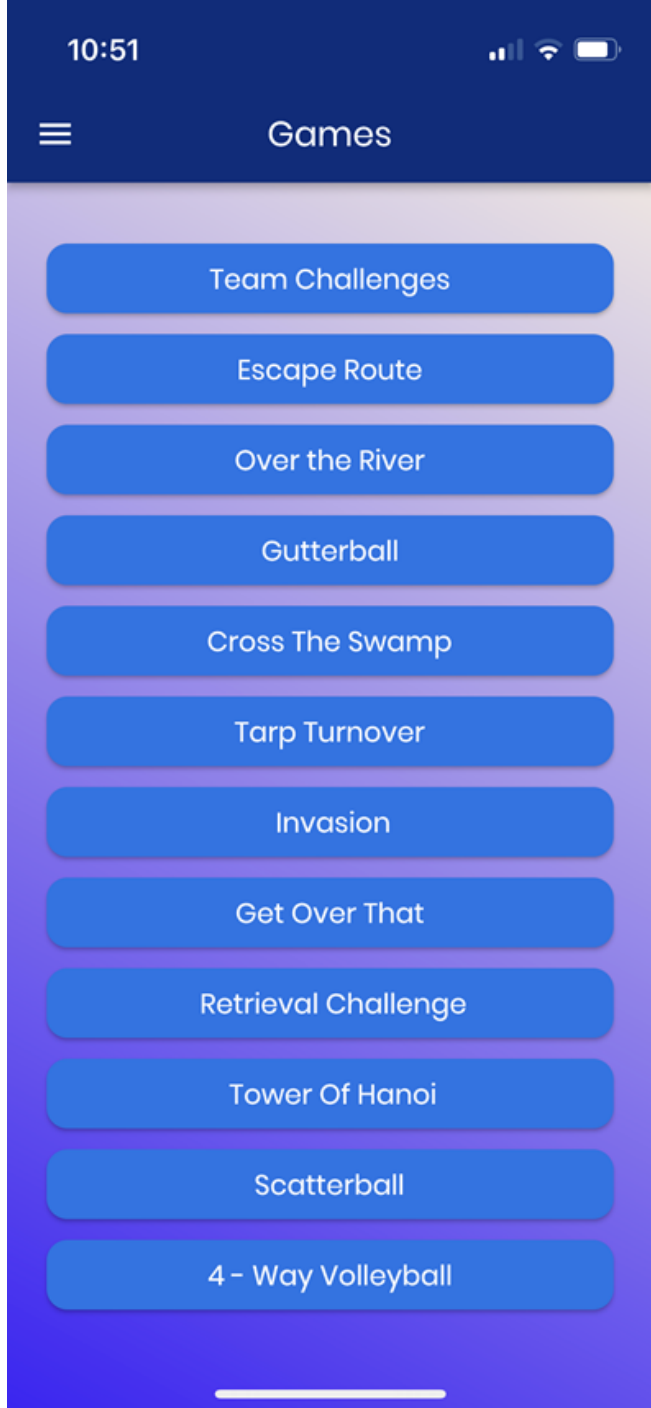 10:51
Games
Team Challenges
Escape Route
Over the River
Gutterball
Cross The Swamp
Tarp Turnover
Invasion
Get Over That
Retrieval Challenge
Tower Of Hanoi
Scatterball
4 - Way Volleyball